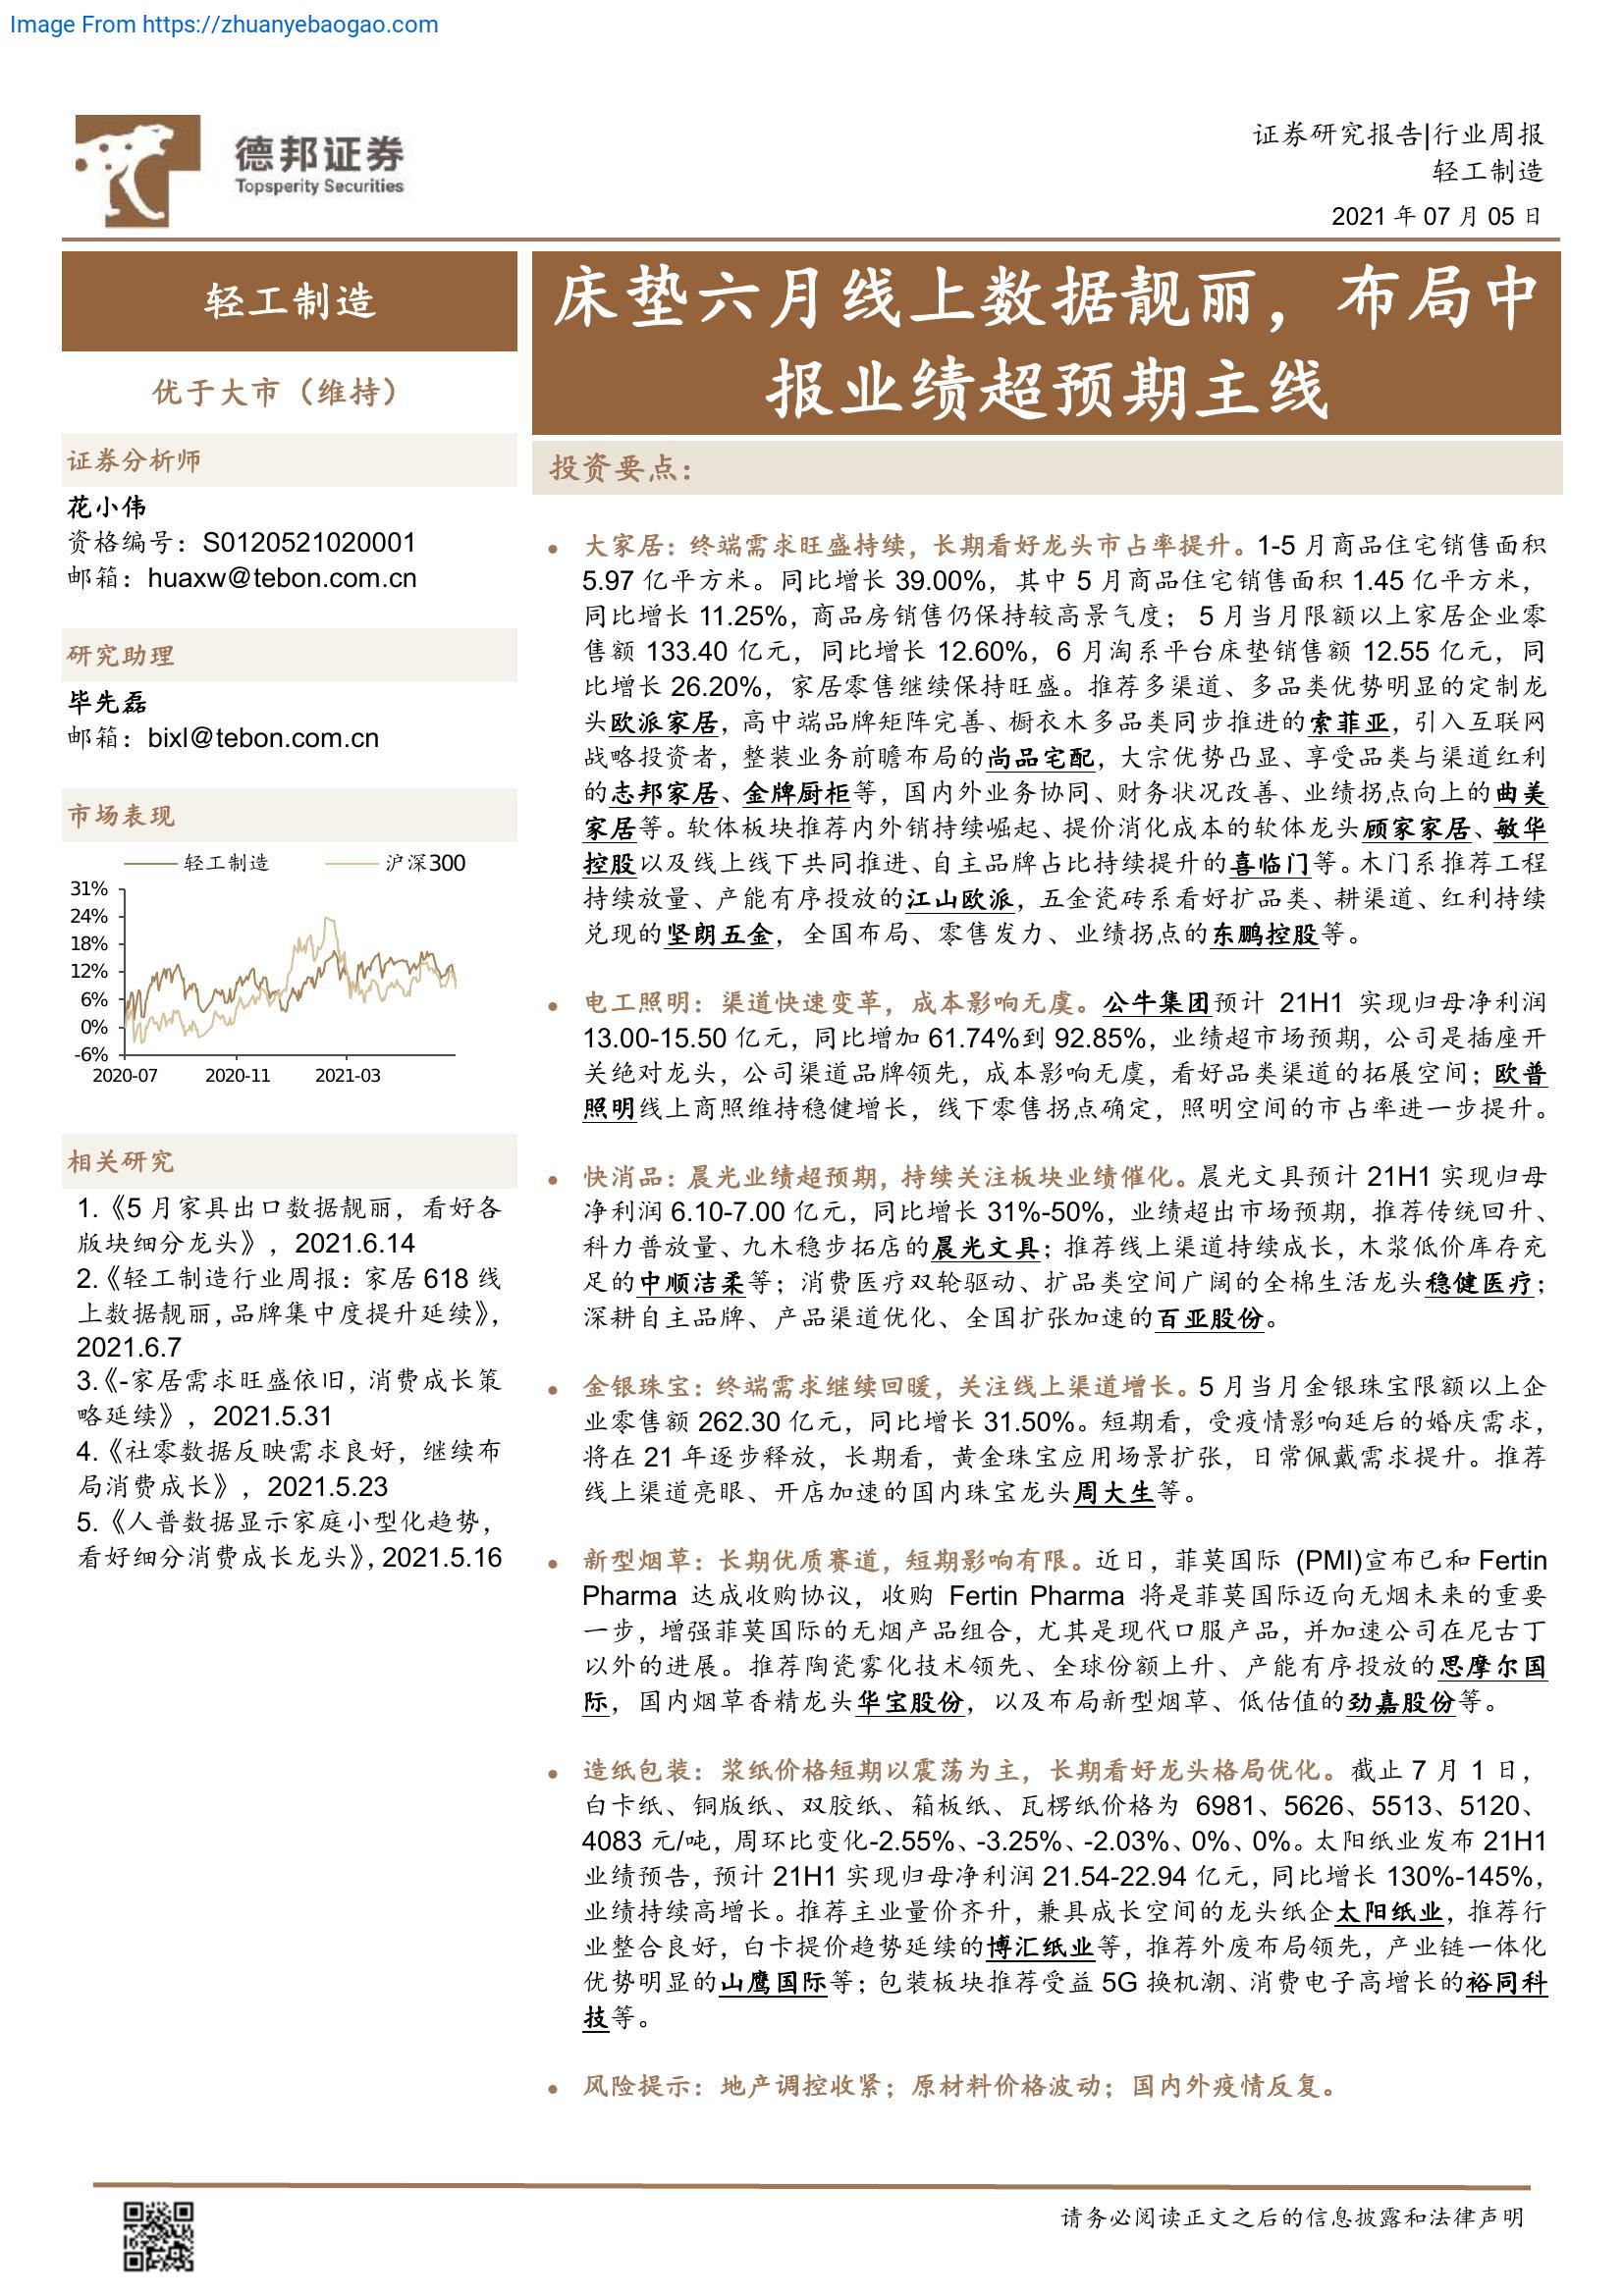 Image From https://zhuanyebaogao.com
德邦证券
Topsperity Securities
证券研究报告|行业周报
轻工制造
2021 年 07 月 05 日
轻工制造
优于大市（维持）
证券分析师
花小伟
资格编号：S0120521020001
邮箱：huaxw@tebon.com.cn
研究助理
毕先磊
邮箱：bixl@tebon.com.cn
市场表现
轻工制造 沪深300
31%
24%
18%
12%
6%
0%
-6%
2020-07 2020-11 2021-03
相关研究
1.《5 月家具出口数据靓丽，看好各
版块细分龙头》，2021.6.14
2.《轻工制造行业周报：家居 618 线
上数据靓丽，品牌集中度提升延续》，
2021.6.7
3.《-家居需求旺盛依旧，消费成长策
略延续》，2021.5.31
4.《社零数据反映需求良好，继续布
局消费成长》，2021.5.23
5.《人普数据显示家庭小型化趋势，
看好细分消费成长龙头》，2021.5.16
床垫六月线上数据靓丽，布局中
报业绩超预期主线
投资要点：
● 大家居：终端需求旺盛持续，长期看好龙头市占率提升。1-5 月商品住宅销售面积
5.97 亿平方米。同比增长 39.00%，其中 5 月商品住宅销售面积 1.45 亿平方米，
同比增长 11.25%，商品房销售仍保持较高景气度； 5 月当月限额以上家居企业零
售额 133.40 亿元，同比增长 12.60%，6 月淘系平台床垫销售额 12.55 亿元，同
比增长 26.20%，家居零售继续保持旺盛。推荐多渠道、多品类优势明显的定制龙
头欧派家居，高中端品牌矩阵完善、橱衣木多品类同步推进的索菲亚，引入互联网
战略投资者，整装业务前瞻布局的尚品宅配，大宗优势凸显、享受品类与渠道红利
的志邦家居、金牌厨柜等，国内外业务协同、财务状况改善、业绩拐点向上的曲美
家居等。软体板块推荐内外销持续崛起、提价消化成本的软体龙头顾家家居、敏华
控股以及线上线下共同推进、自主品牌占比持续提升的喜临门等。木门系推荐工程
持续放量、产能有序投放的江山欧派，五金瓷砖系看好扩品类、耕渠道、红利持续
兑现的坚朗五金，全国布局、零售发力、业绩拐点的东鹏控股等。
● 电工照明：渠道快速变革，成本影响无虞。公牛集团预计 21H1 实现归母净利润
13.00-15.50 亿元，同比增加 61.74%到 92.85%，业绩超市场预期，公司是插座开
关绝对龙头，公司渠道品牌领先，成本影响无虞，看好品类渠道的拓展空间；欧普
照明线上商照维持稳健增长，线下零售拐点确定，照明空间的市占率进一步提升。
● 快消品：晨光业绩超预期，持续关注板块业绩催化。晨光文具预计 21H1 实现归母
净利润 6.10-7.00 亿元，同比增长 31%-50%，业绩超出市场预期，推荐传统回升、
科力普放量、九木稳步拓店的晨光文具；推荐线上渠道持续成长，木浆低价库存充
足的中顺洁柔等；消费医疗双轮驱动、扩品类空间广阔的全棉生活龙头稳健医疗；
深耕自主品牌、产品渠道优化、全国扩张加速的百亚股份。
● 金银珠宝：终端需求继续回暖，关注线上渠道增长。5 月当月金银珠宝限额以上企
业零售额 262.30 亿元，同比增长 31.50%。短期看，受疫情影响延后的婚庆需求，
将在 21 年逐步释放，长期看，黄金珠宝应用场景扩张，日常佩戴需求提升。推荐
线上渠道亮眼、开店加速的国内珠宝龙头周大生等。
● 新型烟草：长期优质赛道，短期影响有限。近日，菲莫国际 (PMI)宣布已和 Fertin
Pharma 达成收购协议，收购 Fertin Pharma 将是菲莫国际迈向无烟未来的重要
一步，增强菲莫国际的无烟产品组合，尤其是现代口服产品，并加速公司在尼古丁
以外的进展。推荐陶瓷雾化技术领先、全球份额上升、产能有序投放的思摩尔国
际，国内烟草香精龙头华宝股份，以及布局新型烟草、低估值的劲嘉股份等。
● 造纸包装：浆纸价格短期以震荡为主，长期看好龙头格局优化。截止 7 月 1 日，
白卡纸、铜版纸、双胶纸、箱板纸、瓦楞纸价格为 6981、5626、5513、5120、
4083 元/吨，周环比变化-2.55%、-3.25%、-2.03%、0%、0%。太阳纸业发布 21H1
业绩预告，预计 21H1 实现归母净利润 21.54-22.94 亿元，同比增长 130%-145%，
业绩持续高增长。推荐主业量价齐升，兼具成长空间的龙头纸企太阳纸业，推荐行
业整合良好，白卡提价趋势延续的博汇纸业等，推荐外废布局领先，产业链一体化
优势明显的山鹰国际等；包装板块推荐受益 5G 换机潮、消费电子高增长的裕同科
技等。
● 风险提示：地产调控收紧；原材料价格波动；国内外疫情反复。
请务必阅读正文之后的信息披露和法律声明